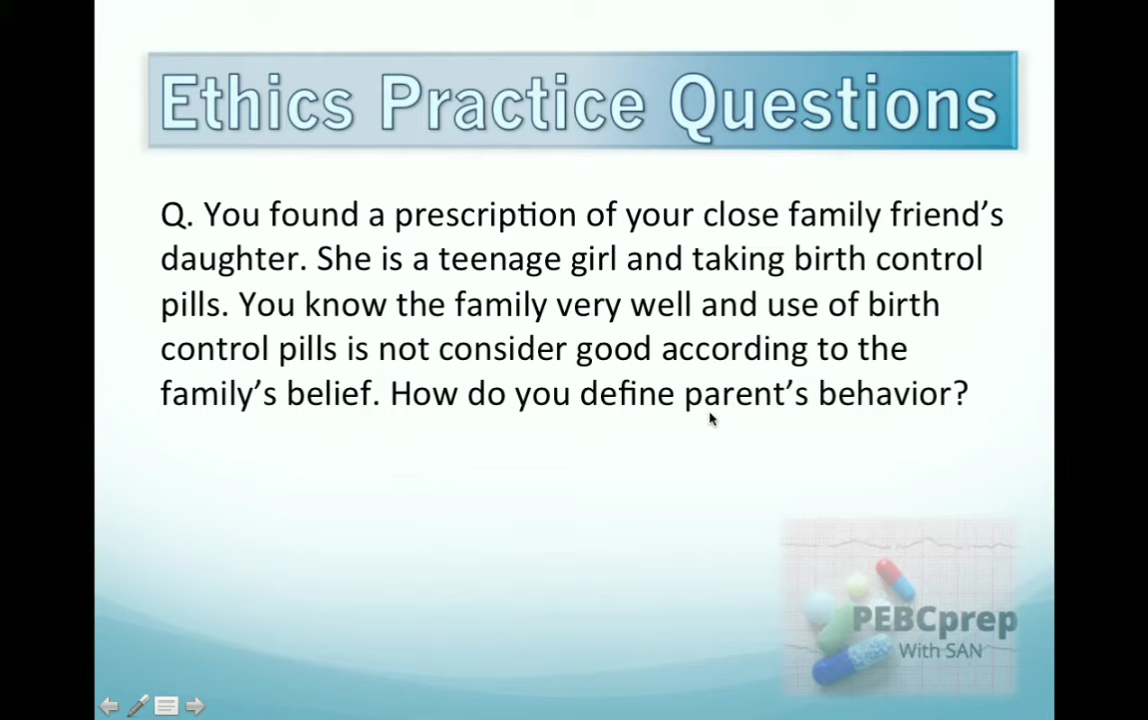 Ethics Practice Questions
Q. You found a prescription of your close family friend’s
daughter. She is a teenage girl and taking birth control
pills. You know the family very well and use of birth
control pills is not consider good according to the
family’s belief. How do you define parent’s behavior?
PEBCprep
With SAN